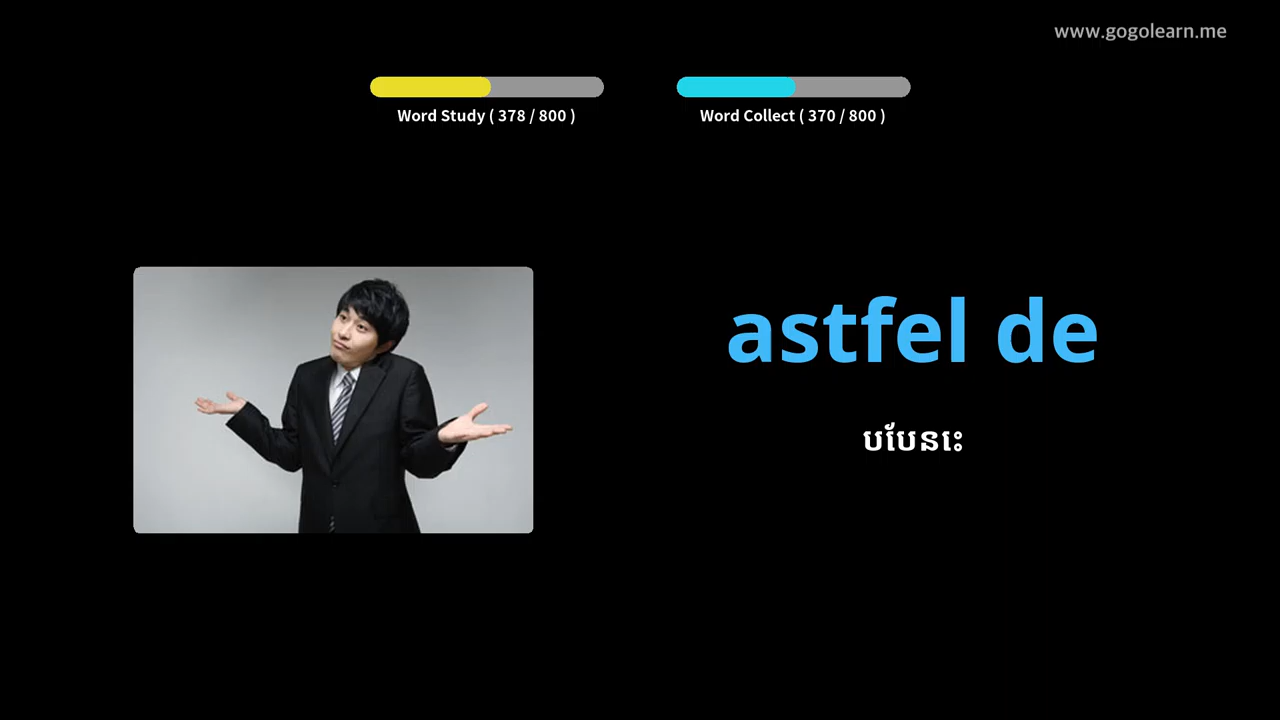 www.gogolearn.me
Word Study ( 378 / 800 )
Word Collect ( 370 / 800 )
astfel de
បបែនេះ